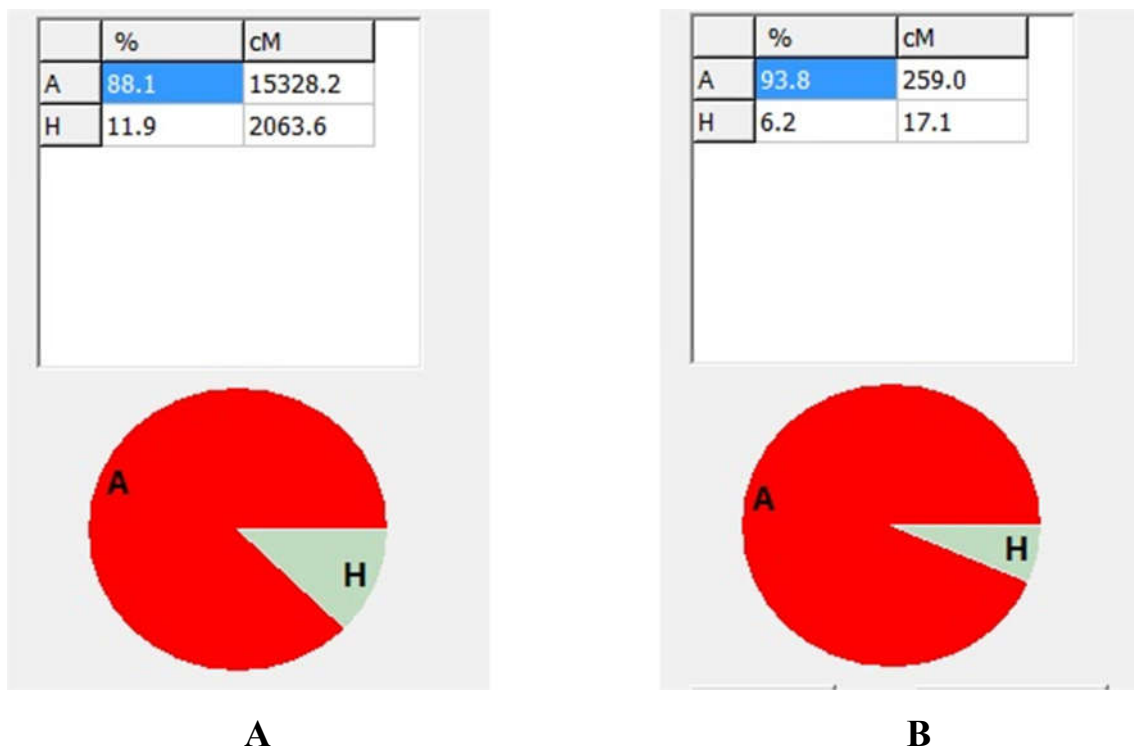 % cM
A 88.1 15328.2
H 11.9 2063.6
A
H
A
% cM
A 93.8 259.0
H 6.2 17.1
A
H
B